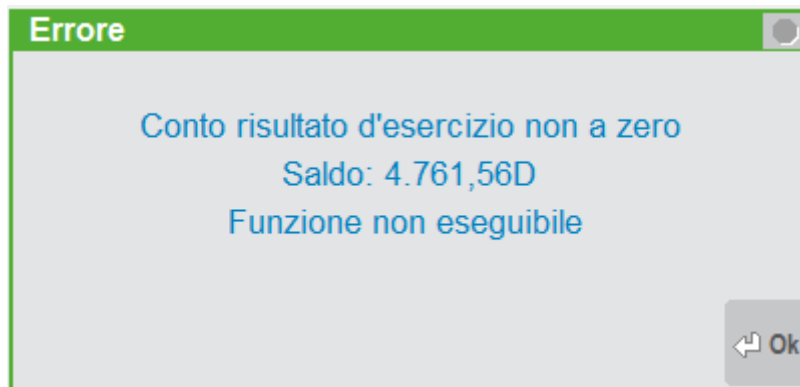 Errore
Conto risultato d'esercizio non a zero
Saldo: 4.761,56D
Funzione non eseguibile
Ok